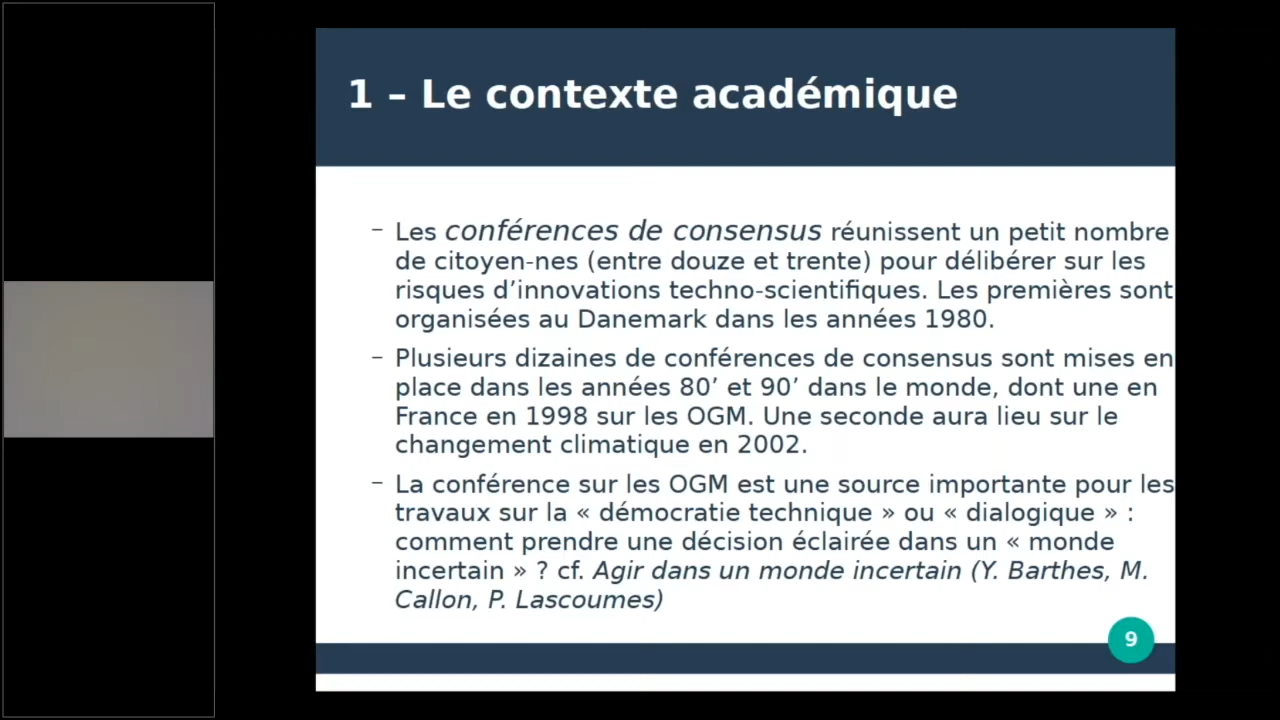 1 – Le contexte académique
– Les conférences de consensus réunissent un petit nombre
de citoyen-nes (entre douze et trente) pour délibérer sur les
risques d’innovations techno-scientifiques. Les premières sont
organisées au Danemark dans les années 1980.
– Plusieurs dizaines de conférences de consensus sont mises en
place dans les années 80’ et 90’ dans le monde, dont une en
France en 1998 sur les OGM. Une seconde aura lieu sur le
changement climatique en 2002.
– La conférence sur les OGM est une source importante pour les
travaux sur la « démocratie technique » ou « dialogique » :
comment prendre une décision éclairée dans un « monde
incertain » ? cf. Agir dans un monde incertain (Y. Barthes, M.
Callon, P. Lascoumes)
9